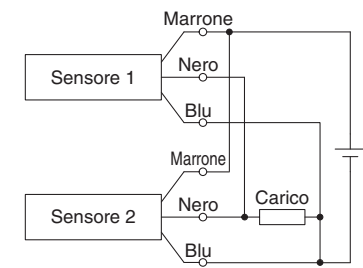 Marrone
Sensore 1
Nero
Blu
Marrone
Sensore 2
Nero
Carico
Blu